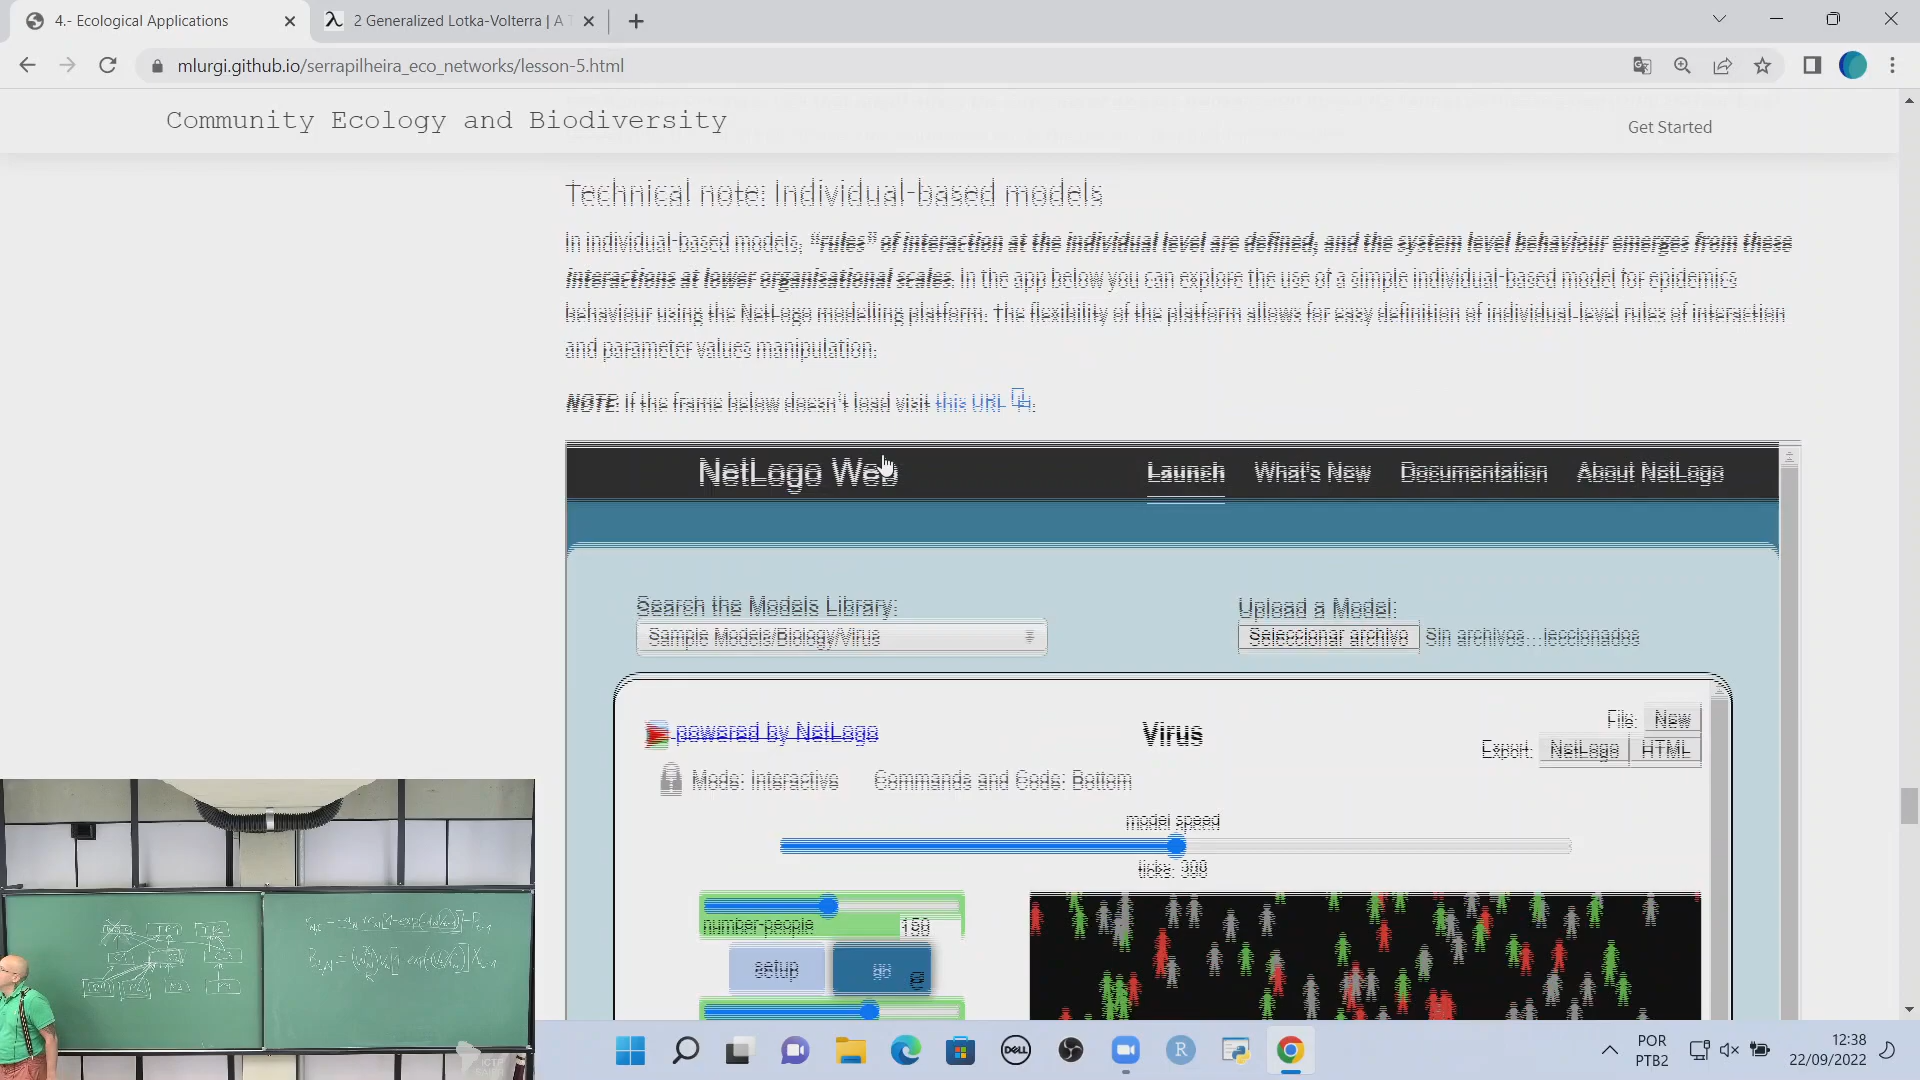 4.- Ecological Applications
2 Generalized Lotka-Volterra | A T
mlurgi.github.io/serrapilheira_eco_networks/lesson-5.html
Community Ecology and Biodiversity
Get Started
Technical note: Individual-based models
In individual-based models, "rules" of interaction at the individual level are defined, and the system level behaviour emerges from these
interactions at lower organisational scales. In the app below you can explore the use of a simple individual-based model for epidemics
behaviour using the NetLogo modelling platform. The flexibility of the platform allows for easy definition of individual-level rules of interaction
and parameter values manipulation.
NOTE: If the frame below doesn't load visit this URL.
NetLogo Web
Launch What's New Documentation About NetLogo
Search the Models Library:
Upload a Model:
Sample Models/Biology/Virus
Seleccionar archivo Sin archivos...leccionados
powered by NetLogo
Virus
File: New
Export: NetLogo HTML
Mode: Interactive Commands and Code: Bottom
model speed
ticks:
number-people 150
setup go
DELL
R
POR
PTB2
12:38
22/09/2022